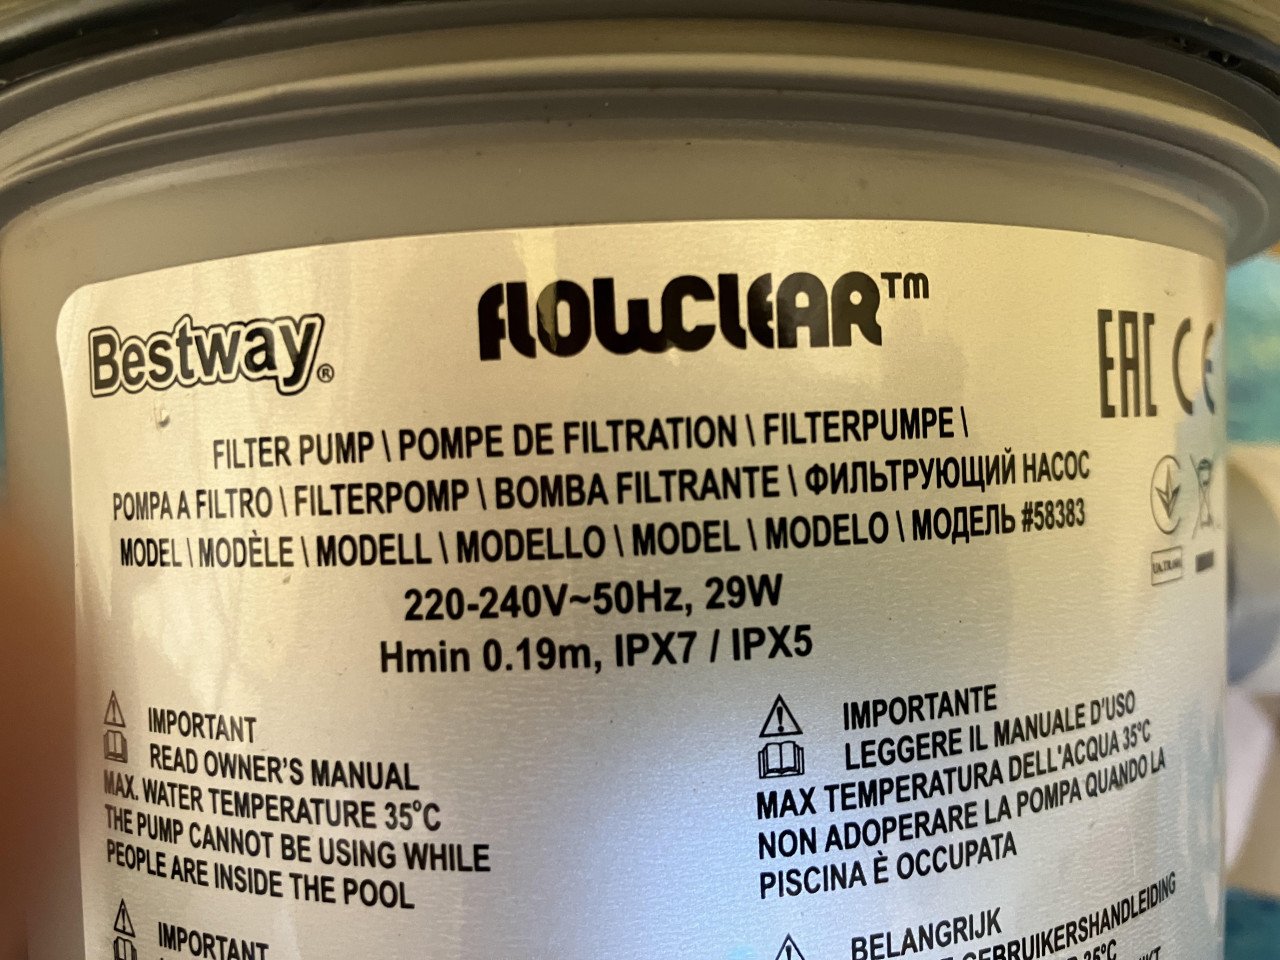 Bestway®
FLOWCLEAR™
EAC CE
FILTER PUMP \ POMPE DE FILTRATION \ FILTERPUMPE \
POMPA A FILTRO \ FILTERPOMP \ BOMBA FILTRANTE \ ФИЛЬТРУЮЩИЙ НАСОС
MODEL \ MODÈLE \ MODELL \ MODELLO \ MODEL \ MODELO \ МОДЕЛЬ #58383
220-240V~50Hz, 29W
Hmin 0.19m, IPX7 / IPX5
IMPORTANT
READ OWNER'S MANUAL
MAX. WATER TEMPERATURE 35°C
THE PUMP CANNOT BE USING WHILE
PEOPLE ARE INSIDE THE POOL
IMPORTANTE
LEGGERE IL MANUALE D'USO
MAX TEMPERATURA DELL'ACQUA 35°C
NON ADOPERARE LA POMPA QUANDO LA
PISCINA È OCCUPATA
IMPORTANT
BELANGRIJK
GEBRUIKERSHANDLEIDING
35°C